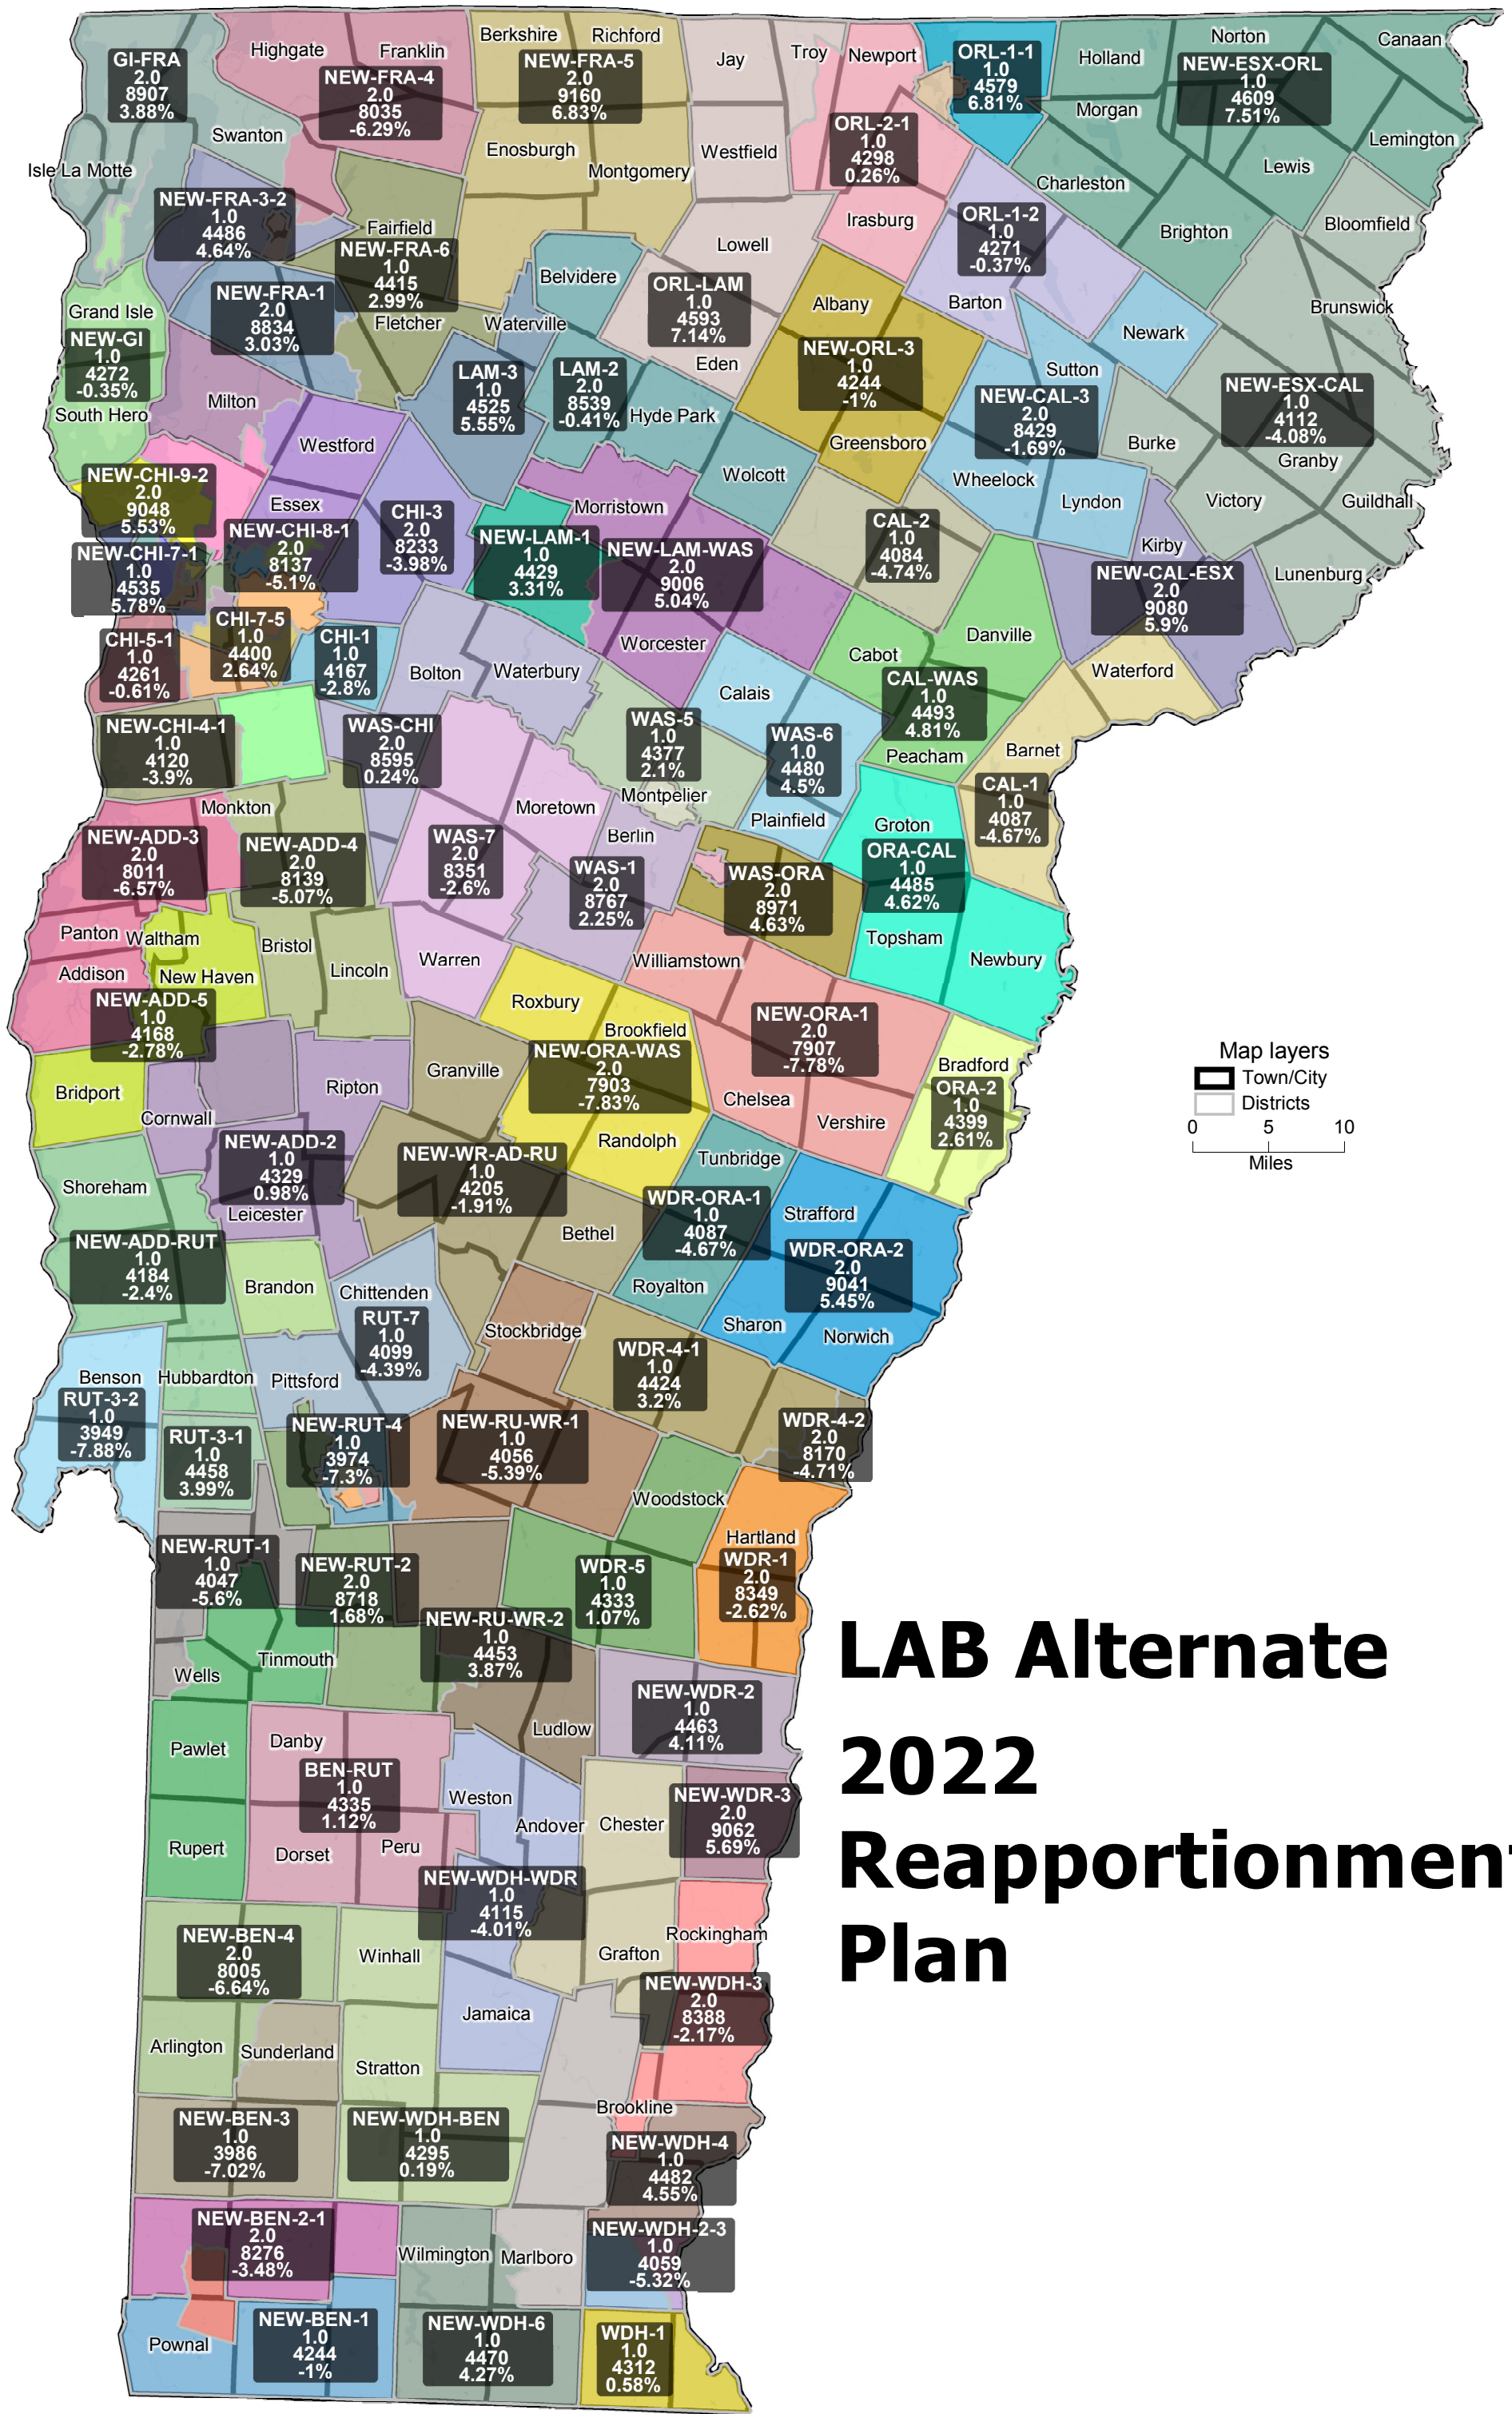 Highgate
Franklin
Berkshire
Richford
Jay
Troy
Newport
Holland
Norton
Canaan
GI-FRA
2.0
8907
3.88%
NEW-FRA-4
2.0
8035
-6.29%
NEW-FRA-5
2.0
9160
6.83%
ORL-1-1
1.0
4579
6.81%
NEW-ESX-ORL
1.0
4609
7.51%
Morgan
Swanton
Enosburgh
Westfield
ORL-2-1
1.0
4298
0.26%
Lemington
Lewis
Isle La Motte
Montgomery
Charleston
NEW-FRA-3-2
1.0
4486
4.64%
Fairfield
Irasburg
ORL-1-2
1.0
4271
-0.37%
Brighton
Bloomfield
NEW-FRA-6
1.0
4415
2.99%
Lowell
Belvidere
ORL-LAM
1.0
4593
7.14%
Albany
Barton
Brunswick
Grand Isle
NEW-FRA-1
2.0
8834
3.03%
Fletcher
Waterville
Newark
NEW-GI
1.0
4272
-0.35%
Eden
NEW-ORL-3
1.0
4244
-1%
Sutton
South Hero
Milton
LAM-3
1.0
4525
5.55%
LAM-2
2.0
8539
-0.41%
Hyde Park
NEW-CAL-3
2.0
8429
-1.69%
NEW-ESX-CAL
1.0
4112
-4.08%
Westford
Greensboro
Burke
Granby
NEW-CHI-9-2
2.0
9048
5.53%
Essex
Wolcott
Wheelock
Lyndon
Victory
Guildhall
Morristown
CHI-3
2.0
8233
-3.98%
CAL-2
1.0
4084
-4.74%
NEW-CHI-8-1
2.0
8137
-5.1%
NEW-LAM-1
1.0
4429
3.31%
NEW-LAM-WAS
2.0
9006
5.04%
Kirby
NEW-CHI-7-1
1.0
4535
5.78%
NEW-CAL-ESX
2.0
9080
5.9%
Lunenburg
CHI-7-5
1.0
4400
2.64%
CHI-5-1
1.0
4261
-0.61%
CHI-1
1.0
4167
-2.8%
Worcester
Danville
Cabot
Bolton
Waterbury
Calais
Waterford
CAL-WAS
1.0
4493
4.81%
NEW-CHI-4-1
1.0
4120
-3.9%
WAS-CHI
2.0
8595
0.24%
WAS-5
1.0
4377
2.1%
WAS-6
1.0
4480
4.5%
Peacham
Barnet
CAL-1
1.0
4087
-4.67%
Monkton
Moretown
Montpelier
Plainfield
Groton
NEW-ADD-3
2.0
8011
-6.57%
NEW-ADD-4
2.0
8139
-5.07%
WAS-7
2.0
8351
-2.6%
Berlin
WAS-1
2.0
8767
2.25%
WAS-ORA
2.0
8971
4.63%
ORA-CAL
1.0
4485
4.62%
Panton
Waltham
Bristol
Topsham
Addison
New Haven
Lincoln
Warren
Williamstown
Newbury
NEW-ADD-5
1.0
4168
-2.78%
Roxbury
Brookfield
NEW-ORA-1
2.0
7907
-7.78%
Map layers
Town/City
Districts
0 5 10
Miles
Bridport
Ripton
Granville
NEW-ORA-WAS
2.0
7903
-7.83%
Chelsea
Bradford
ORA-2
1.0
4399
2.61%
Cornwall
Vershire
NEW-ADD-2
1.0
4329
0.98%
NEW-WR-AD-RU
1.0
4205
-1.91%
Randolph
Tunbridge
Shoreham
Leicester
WDR-ORA-1
1.0
4087
-4.67%
Strafford
NEW-ADD-RUT
1.0
4184
-2.4%
Bethel
WDR-ORA-2
2.0
9041
5.45%
Brandon
Chittenden
Royalton
RUT-7
1.0
4099
-4.39%
Stockbridge
Sharon
Norwich
Benson
Hubbardton
Pittsford
WDR-4-1
1.0
4424
3.2%
RUT-3-2
1.0
3949
-7.88%
RUT-3-1
1.0
4458
3.99%
NEW-RUT-4
1.0
3974
-7.3%
NEW-RU-WR-1
1.0
4056
-5.39%
WDR-4-2
2.0
8170
-4.71%
Woodstock
Hartland
NEW-RUT-1
1.0
4047
-5.6%
NEW-RUT-2
2.0
8718
1.68%
WDR-5
1.0
4333
1.07%
WDR-1
2.0
8349
-2.62%
NEW-RU-WR-2
1.0
4453
3.87%
Wells
Tinmouth
LAB Alternate
2022
Reapportionment
Plan
NEW-WDR-2
1.0
4463
4.11%
Ludlow
Pawlet
Danby
BEN-RUT
1.0
4335
1.12%
Weston
Andover
Chester
NEW-WDR-3
2.0
9062
5.69%
Rupert
Dorset
Peru
NEW-WDH-WDR
1.0
4115
-4.01%
NEW-BEN-4
2.0
8005
-6.64%
Winhall
Grafton
Rockingham
NEW-WDH-3
2.0
8388
-2.17%
Jamaica
Arlington
Sunderland
Stratton
Brookline
NEW-BEN-3
1.0
3986
-7.02%
NEW-WDH-BEN
1.0
4295
0.19%
NEW-WDH-4
1.0
4482
4.55%
NEW-BEN-2-1
2.0
8276
-3.48%
Wilmington
Marlboro
NEW-WDH-2-3
1.0
4059
-5.32%
Pownal
NEW-BEN-1
1.0
4244
-1%
NEW-WDH-6
1.0
4470
4.27%
WDH-1
1.0
4312
0.58%